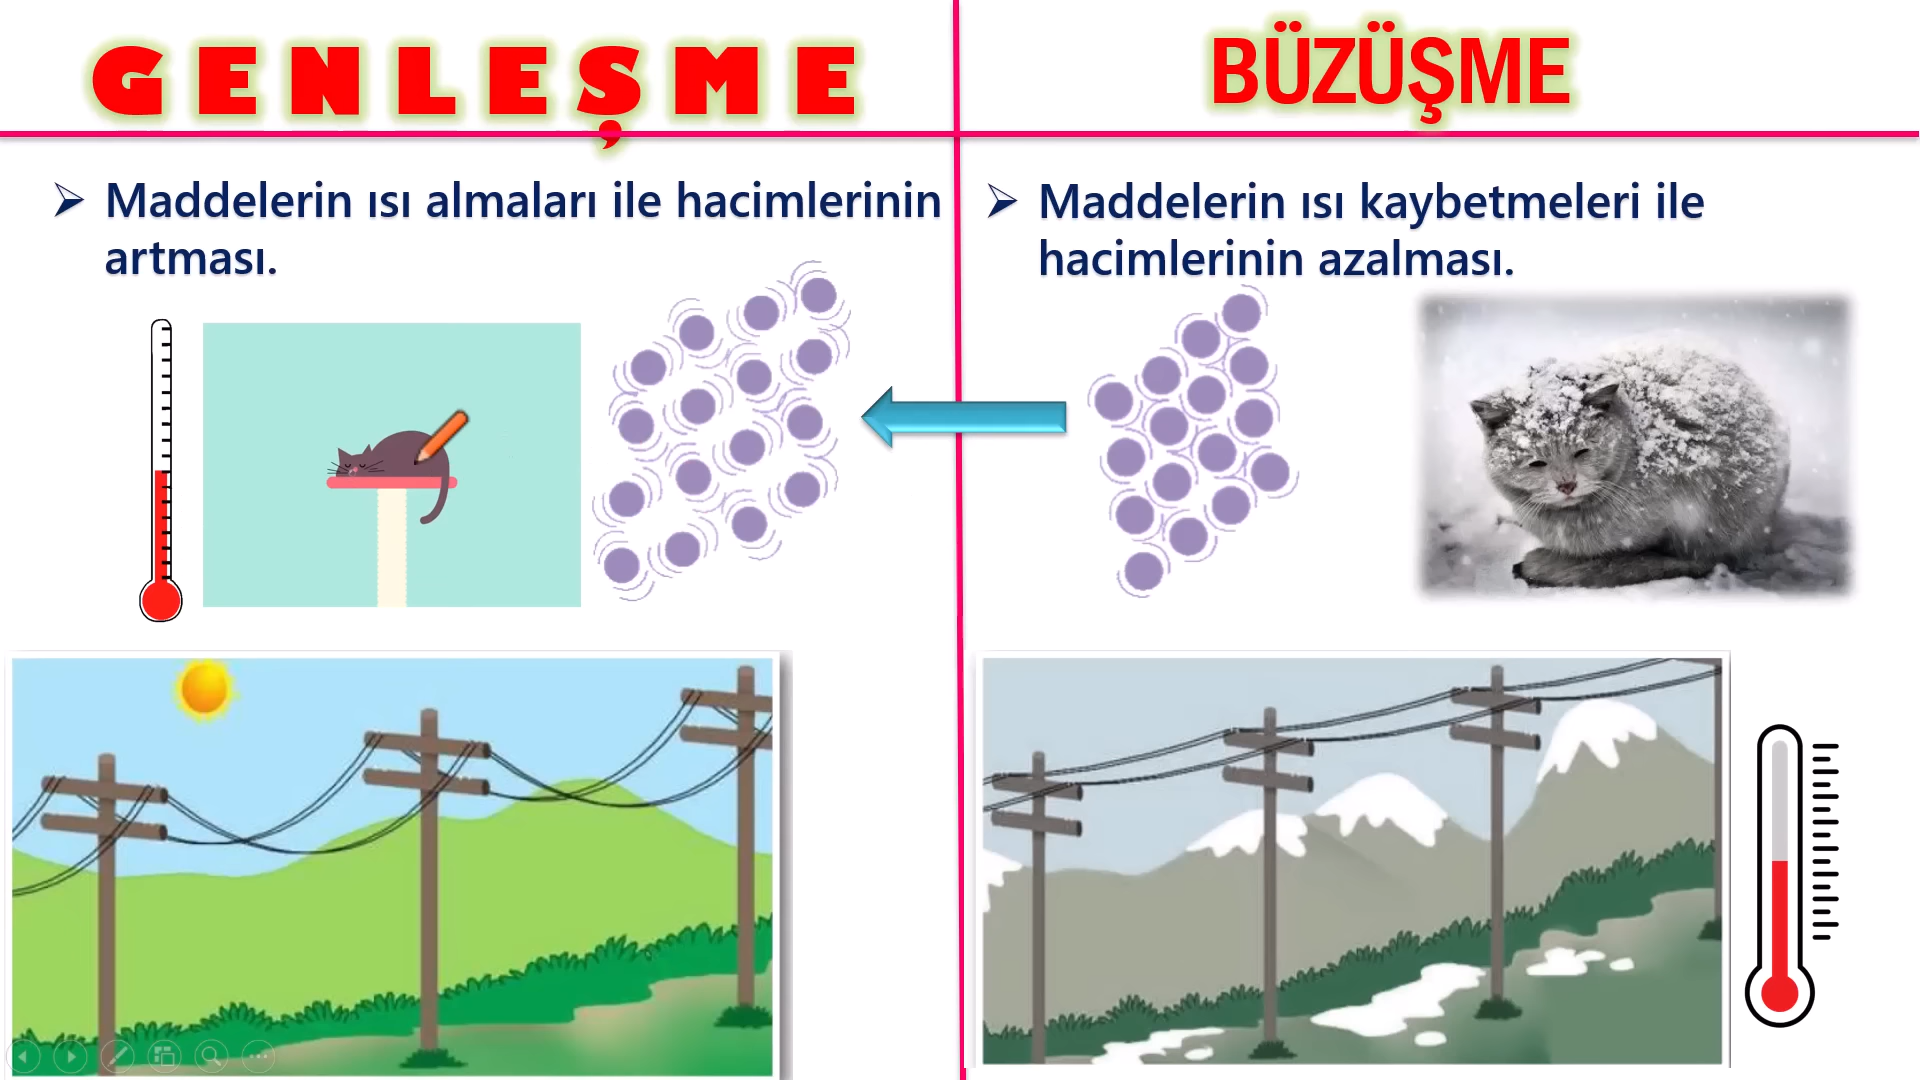 GENLEŞME
Maddelerin ısı almaları ile hacimlerinin
artması.
BÜZÜŞME
Maddelerin ısı kaybetmeleri ile
hacimlerinin azalması.